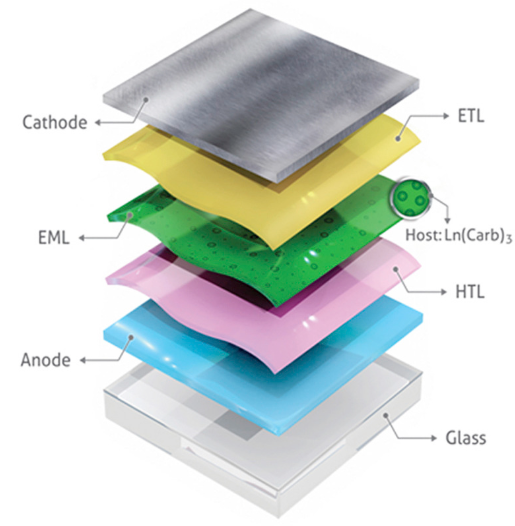 Cathode
ETL
EML
Host: Ln(Carb)₃
HTL
Anode
Glass